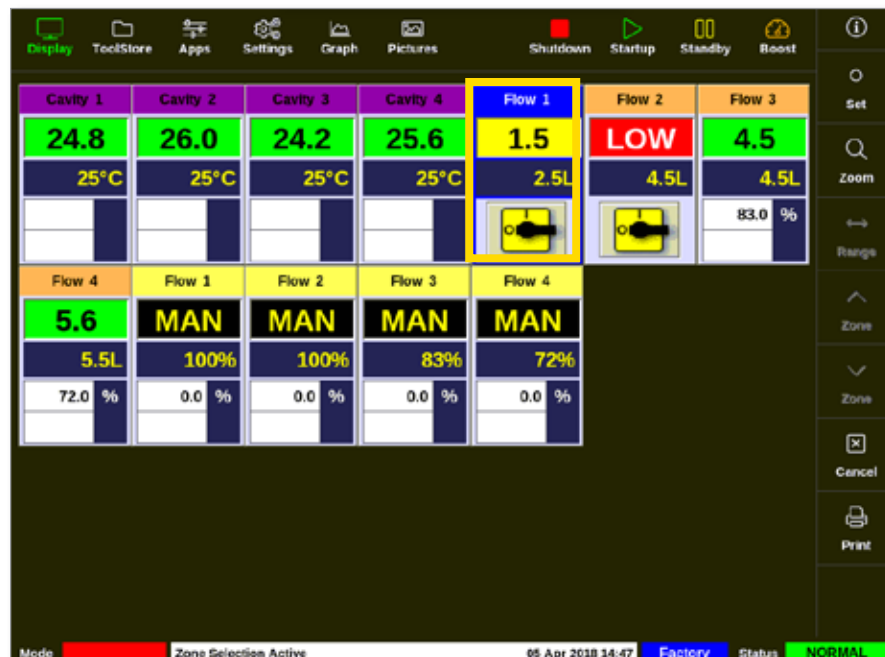 Display ToolStore Apps Settings Graph Pictures Shutdown Startup Standby Boost
Set
Zoom
Range
Zone
Zone
Cancel
Print
Cavity 1 Cavity 2 Cavity 3 Cavity 4 Flow 1 Flow 2 Flow 3
24.8 26.0 24.2 25.6 1.5 LOW 4.5
25°C 25°C 25°C 25°C 2.5L 4.5L 4.5L
83.0 %
Flow 4 Flow 1 Flow 2 Flow 3 Flow 4
5.6 MAN MAN MAN MAN
5.5L 100% 100% 83% 72%
72.0 % 0.0 % 0.0 % 0.0 % 0.0 %
Mode Zone Selection Active 05 Apr 2018 14:47 Factory Status NORMAL